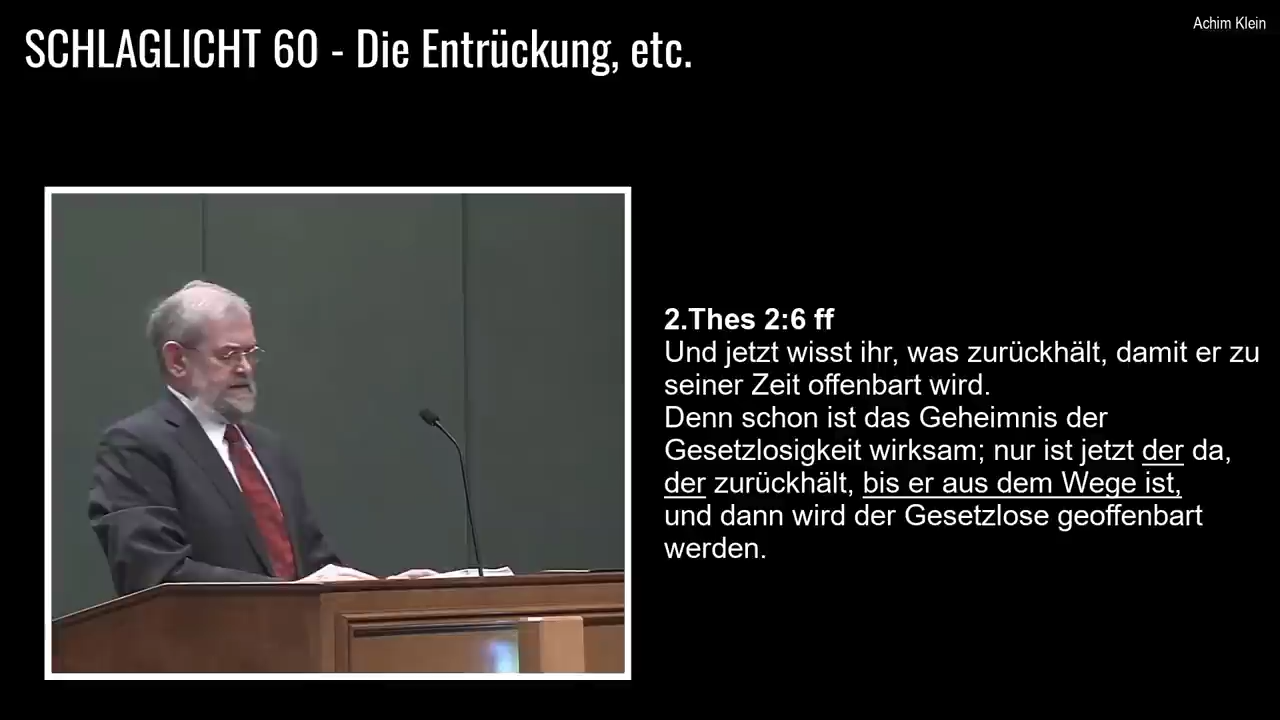 SCHLAGLICHT 60 - Die Entrückung, etc.
Achim Klein
2.Thes 2:6 ff
Und jetzt wisst ihr, was zurückhält, damit er zu
seiner Zeit offenbart wird.
Denn schon ist das Geheimnis der
Gesetzlosigkeit wirksam; nur ist jetzt der da,
der zurückhält, bis er aus dem Wege ist,
und dann wird der Gesetzlose geoffenbart
werden.